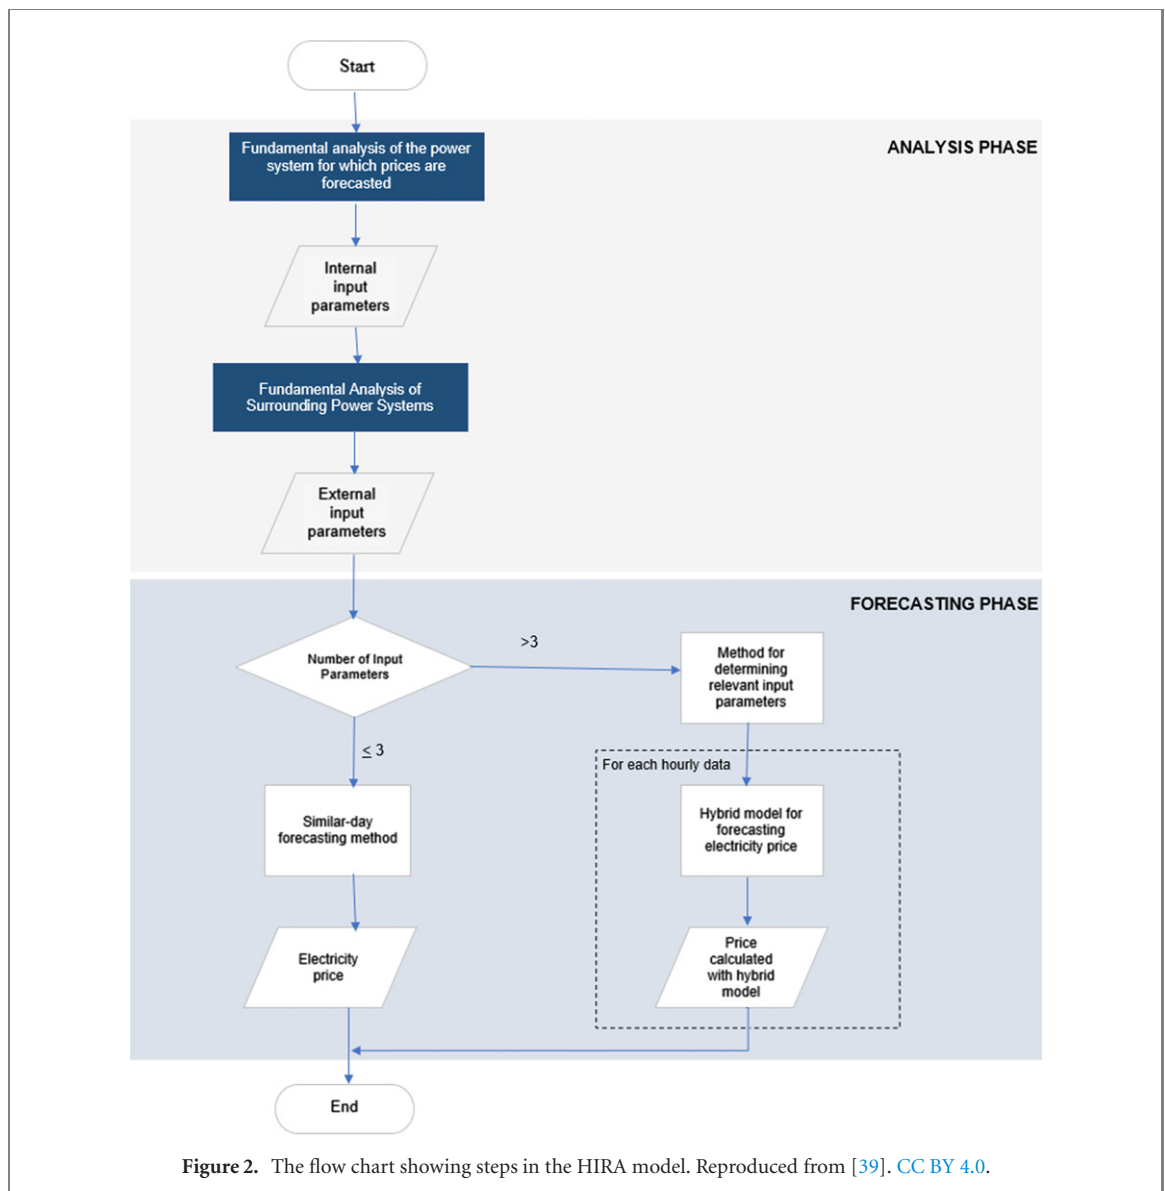 Start
ANALYSIS PHASE
Fundamental analysis of the power
system for which prices are
forecasted
Internal
input
parameters
Fundamental Analysis of
Surrounding Power Systems
External
input
parameters
FORECASTING PHASE
Number of Input
Parameters
>3
Method for
determining
relevant input
parameters
≤ 3
For each hourly data
Similar-day
forecasting method
Hybrid model for
forecasting
electricity price
Electricity
price
Price
calculated
with hybrid
model
End
Figure 2. The flow chart showing steps in the HIRA model. Reproduced from [39]. CC BY 4.0.